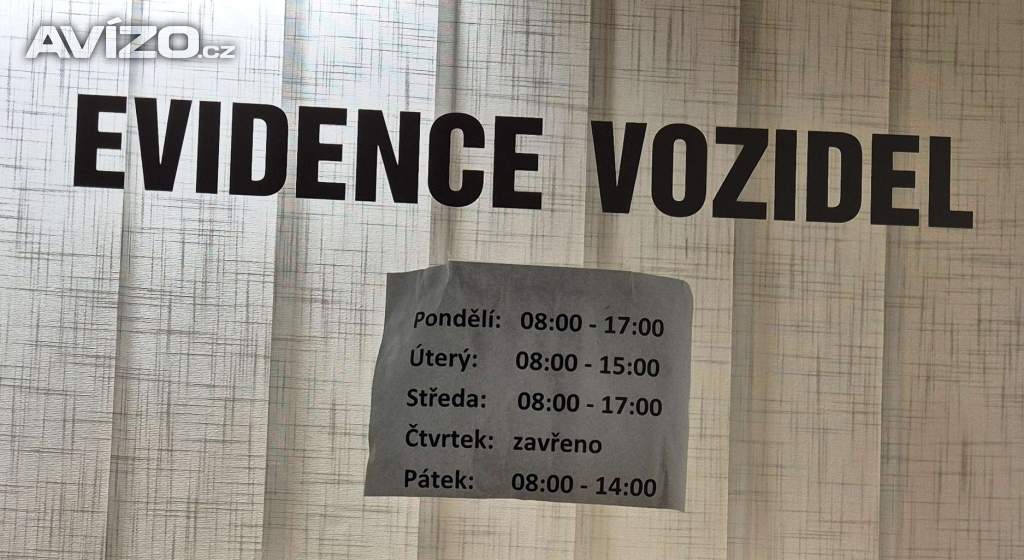 AVÍZO.cz
EVIDENCE VOZIDEL
Pondělí: 08:00 - 17:00
Úterý: 08:00 - 15:00
Středa: 08:00 - 17:00
Čtvrtek: zavřeno
Pátek: 08:00 - 14:00